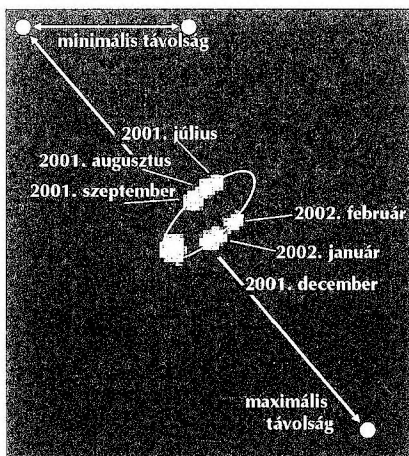 minimális távolság
2001. július
2001. augusztus
2001. szeptember
2002. február
2002. január
2001. december
maximális
távolság